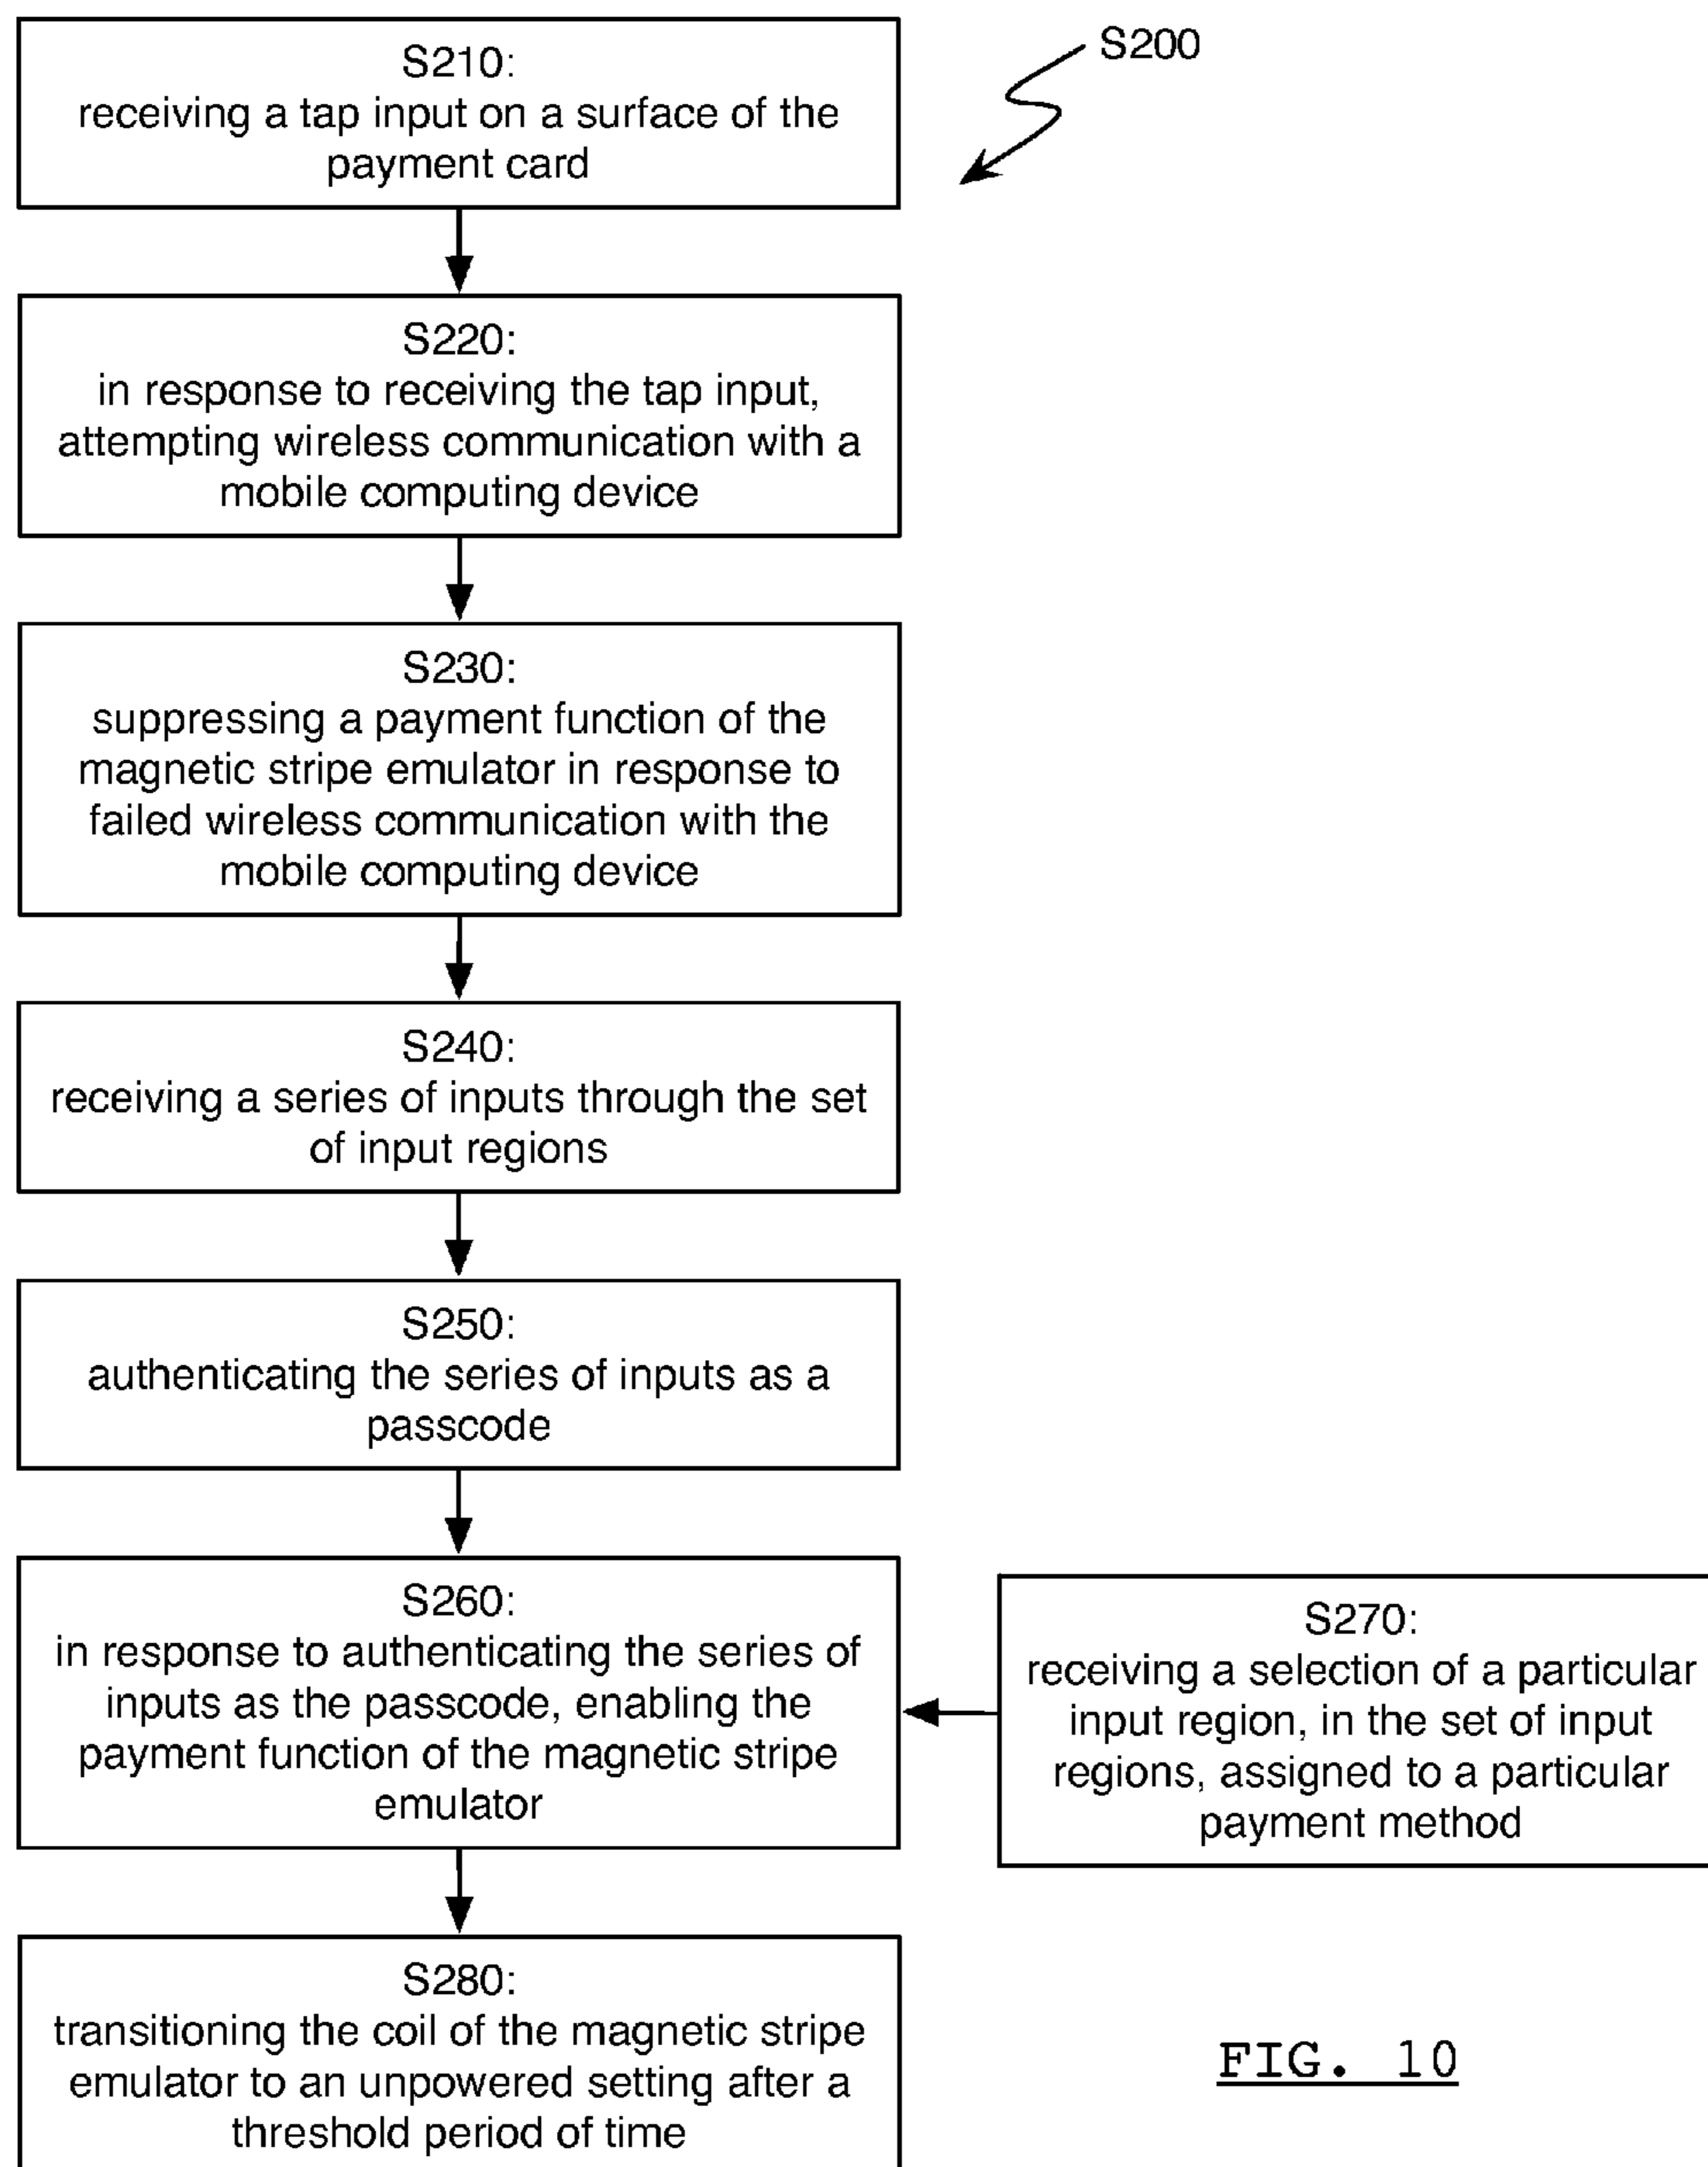 S210:
receiving a tap input on a surface of the
payment card
S200
S220:
in response to receiving the tap input,
attempting wireless communication with a
mobile computing device
S230:
suppressing a payment function of the
magnetic stripe emulator in response to
failed wireless communication with the
mobile computing device
S240:
receiving a series of inputs through the set
of input regions
S250:
authenticating the series of inputs as a
passcode
S260:
in response to authenticating the series of
inputs as the passcode, enabling the
payment function of the magnetic stripe
emulator
S270:
receiving a selection of a particular
input region, in the set of input
regions, assigned to a particular
payment method
S280:
transitioning the coil of the magnetic stripe
emulator to an unpowered setting after a
threshold period of time
FIG. 10